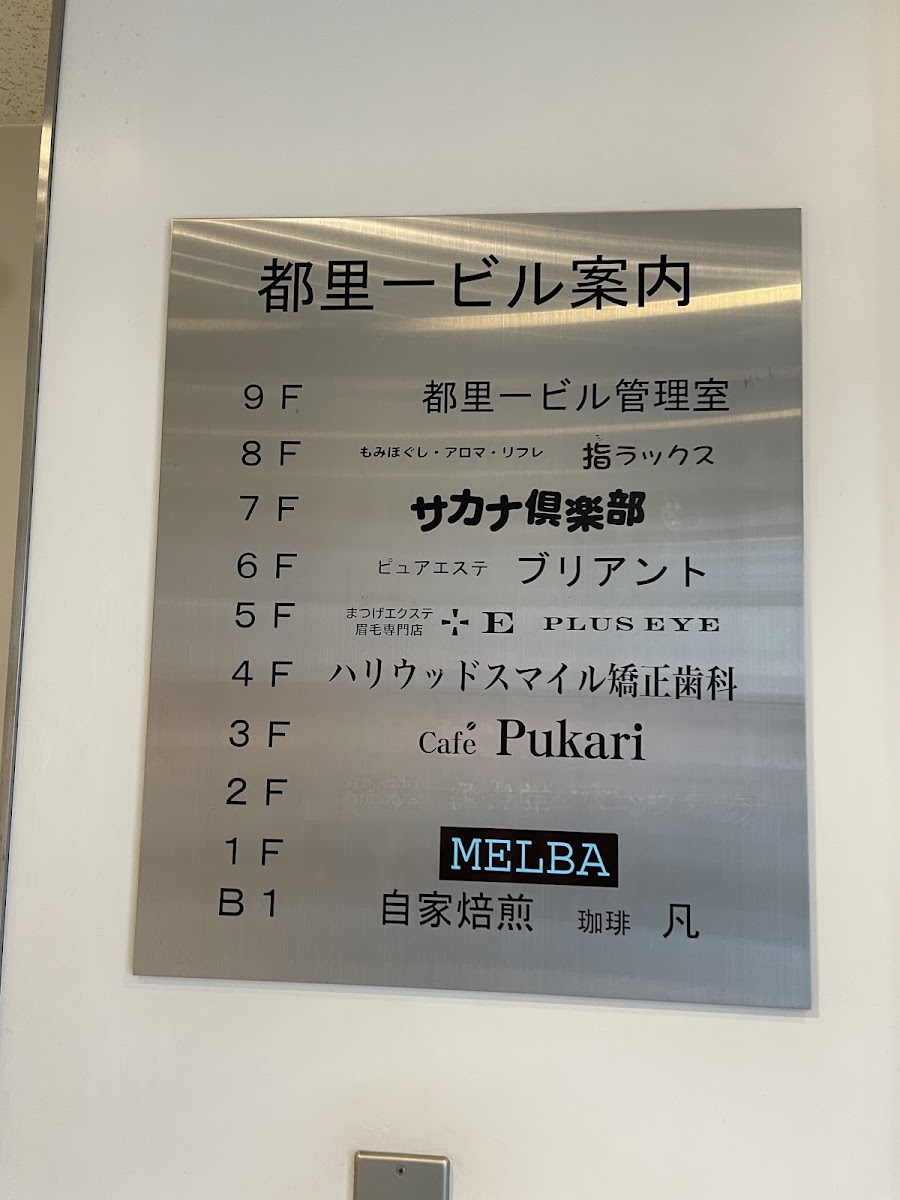 都里一ビル案内
9F 都里一ビル管理室
8F もみほぐし・アロマ・リフレ 指ラックス
7F サカナ倶楽部
6F ピュアエステ ブリアント
5F まつげエクステ 眉毛専門店 E PLUS EYE
4F ハリウッドスマイル矯正歯科
3F Café Pukari
2F
1F MELBA
B1 自家焙煎 珈琲 凡